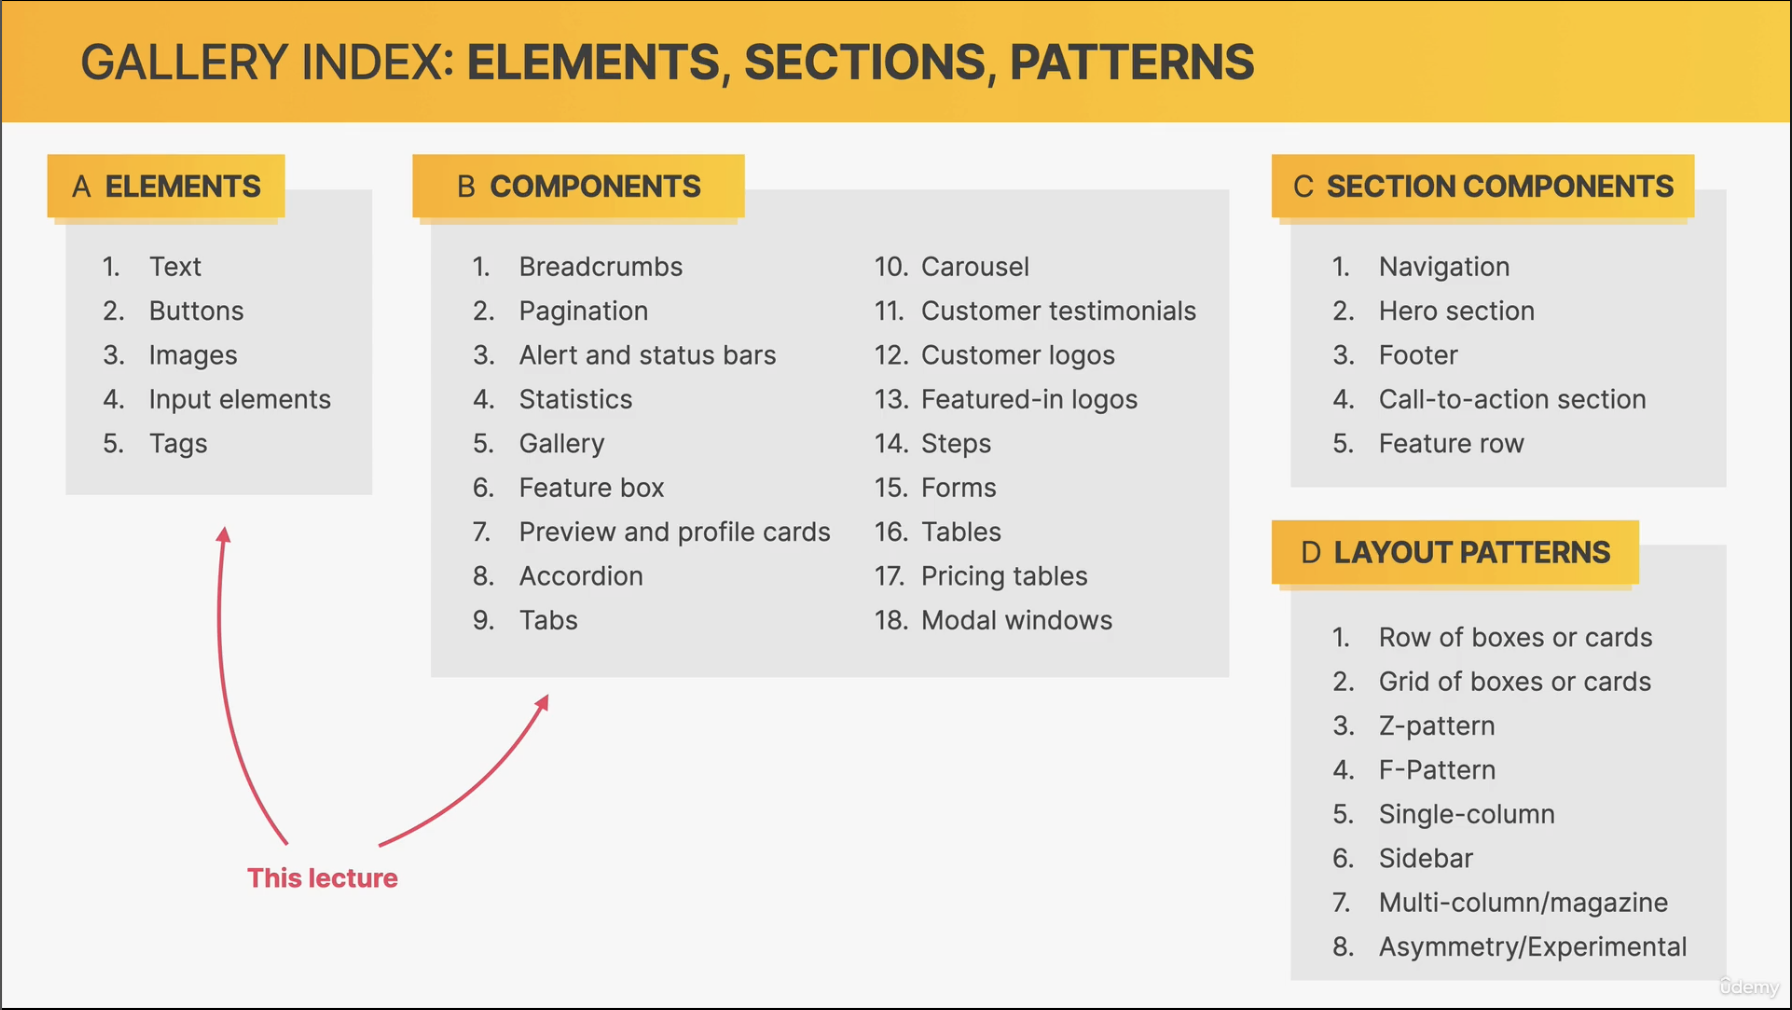 GALLERY INDEX: ELEMENTS, SECTIONS, PATTERNS
A ELEMENTS
1. Text
2. Buttons
3. Images
4. Input elements
5. Tags
B COMPONENTS
1. Breadcrumbs
2. Pagination
3. Alert and status bars
4. Statistics
5. Gallery
6. Feature box
7. Preview and profile cards
8. Accordion
9. Tabs
10. Carousel
11. Customer testimonials
12. Customer logos
13. Featured-in logos
14. Steps
15. Forms
16. Tables
17. Pricing tables
18. Modal windows
C SECTION COMPONENTS
1. Navigation
2. Hero section
3. Footer
4. Call-to-action section
5. Feature row
D LAYOUT PATTERNS
1. Row of boxes or cards
2. Grid of boxes or cards
3. Z-pattern
4. F-Pattern
5. Single-column
6. Sidebar
7. Multi-column/magazine
8. Asymmetry/Experimental
This lecture
ûdemy